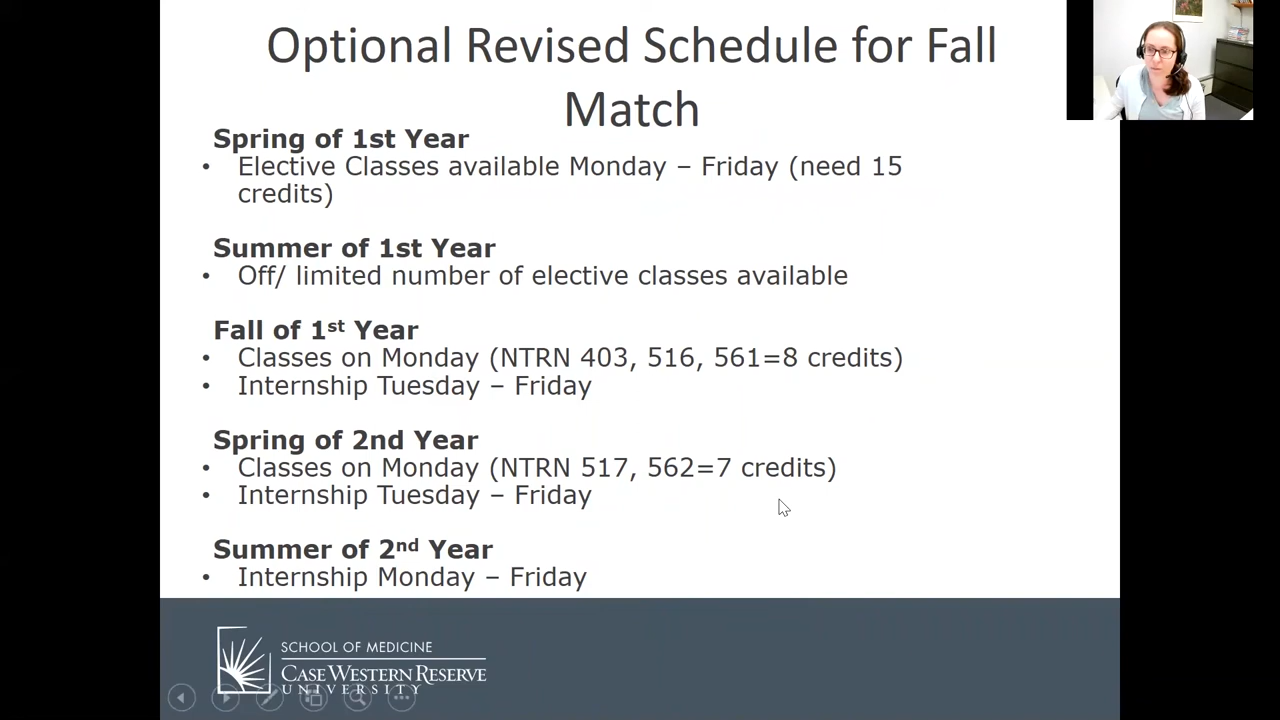 Optional Revised Schedule for Fall
Match
Spring of 1st Year
• Elective Classes available Monday – Friday (need 15
credits)
Summer of 1st Year
• Off/ limited number of elective classes available
Fall of 1st Year
• Classes on Monday (NTRN 403, 516, 561=8 credits)
• Internship Tuesday – Friday
Spring of 2nd Year
• Classes on Monday (NTRN 517, 562=7 credits)
• Internship Tuesday – Friday
Summer of 2nd Year
• Internship Monday – Friday
SCHOOL OF MEDICINE
CASE WESTERN RESERVE
UNIVERSITY